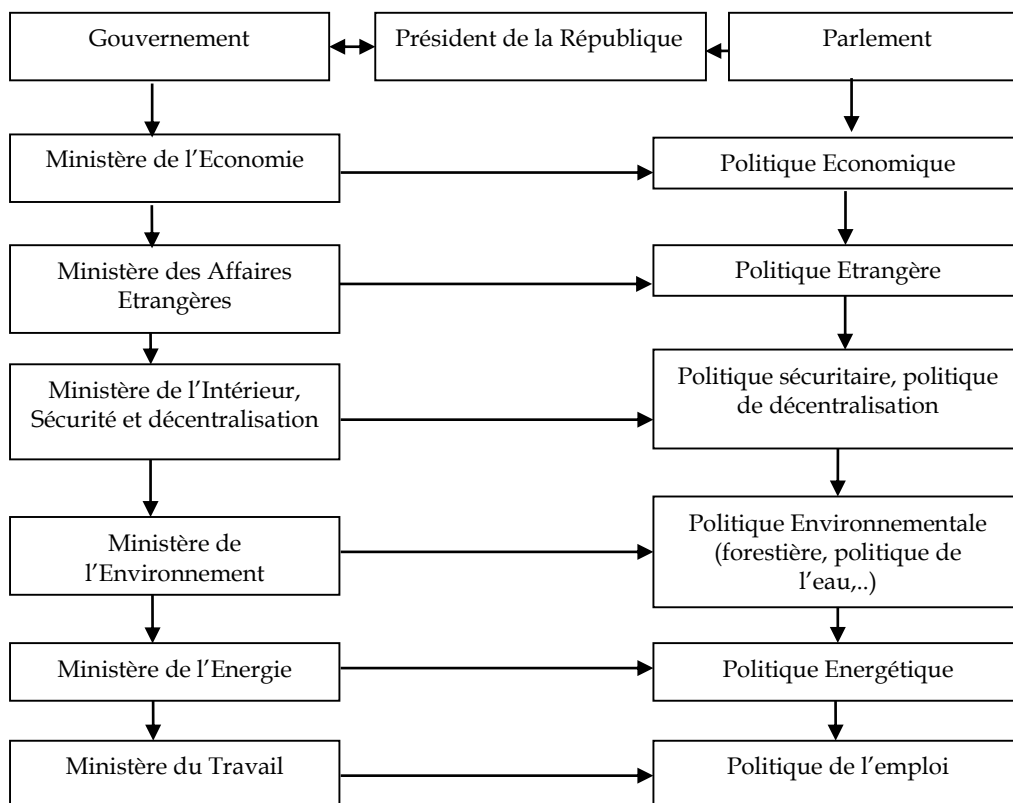 Gouvernement
Président de la République
Parlement
Ministère de l'Economie
Politique Economique
Ministère des Affaires
Etrangères
Politique Etrangère
Ministère de l'Intérieur,
Sécurité et décentralisation
Politique sécuritaire, politique
de décentralisation
Ministère de
l'Environnement
Politique Environnementale
(forestière, politique de
l'eau,..)
Ministère de l'Energie
Politique Energétique
Ministère du Travail
Politique de l'emploi